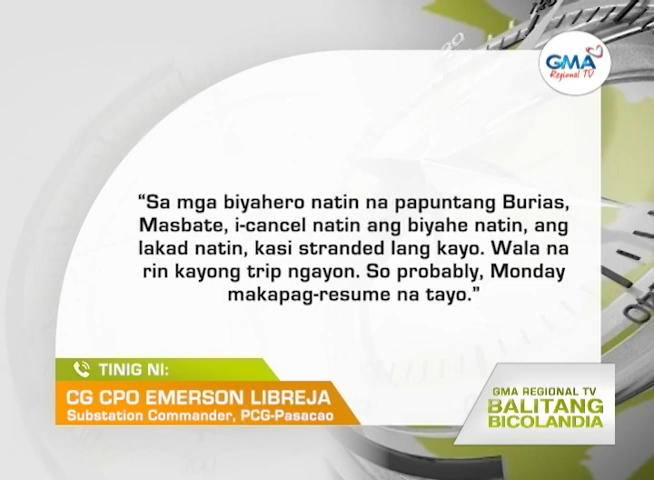 GMA
Regional TV
“Sa mga biyahero natin na papuntang Burias,
Masbate, i-cancel natin ang biyahe natin, ang
lakad natin, kasi stranded lang kayo. Wala na
rin kayong trip ngayon. So probably, Monday
makapag-resume na tayo.”
TINIG NI:
CG CPO EMERSON LIBREJA
Substation Commander, PCG-Pasacao
GMA REGIONAL TV
BALITANG
BICOLANDIA